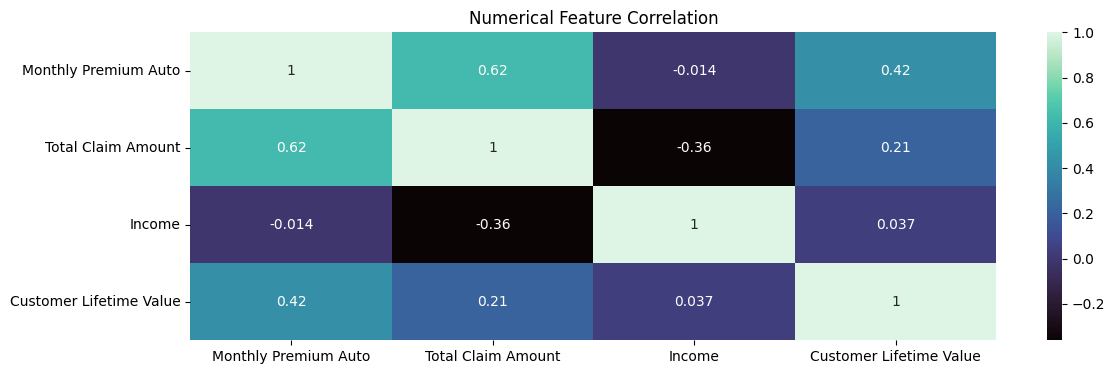 Numerical Feature Correlation
Monthly Premium Auto 1 0.62 -0.014 0.42
Total Claim Amount 0.62 1 -0.36 0.21
Income -0.014 -0.36 1 0.037
Customer Lifetime Value 0.42 0.21 0.037 1
Monthly Premium Auto Total Claim Amount Income Customer Lifetime Value
1.0
0.8
0.6
0.4
0.2
0.0
−0.2